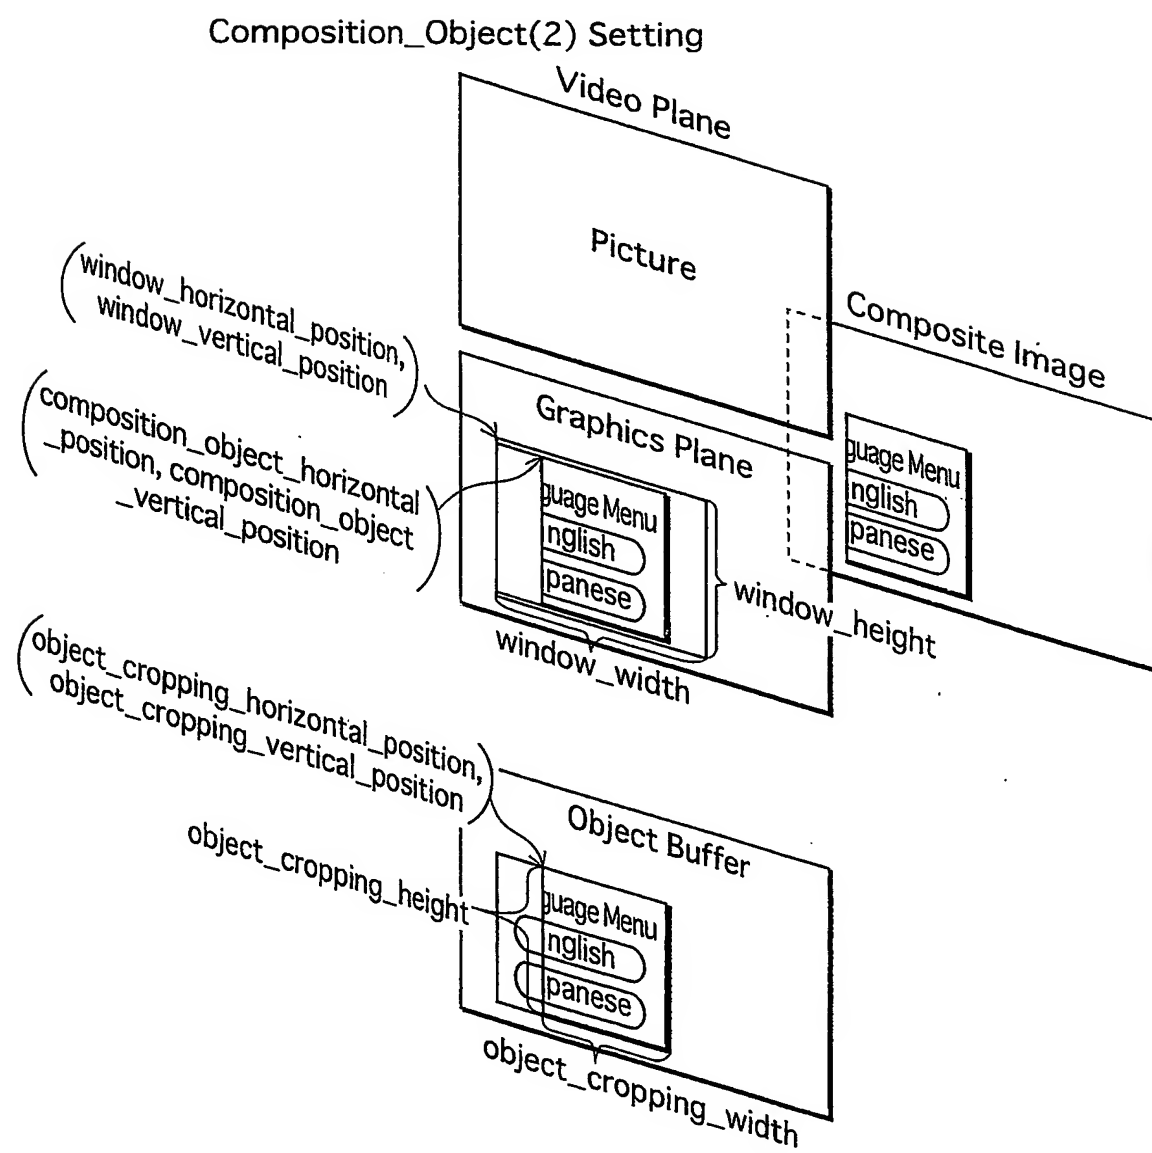 Composition_Object(2) Setting
Video Plane
Picture
(window_horizontal_position,
window_vertical_position)
Composite Image
Graphics Plane
(composition_object_horizontal
_position, composition_object
_vertical_position)
guage Menu
nglish
panese
guage Menu
nglish
panese
window_height
window_width
(object_cropping_horizontal_position,
object_cropping_vertical_position)
Object Buffer
object_cropping_height
guage Menu
nglish
panese
object_cropping_width